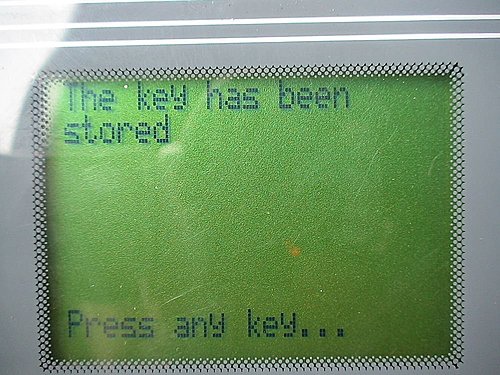 The key has been
stored
Press any key...